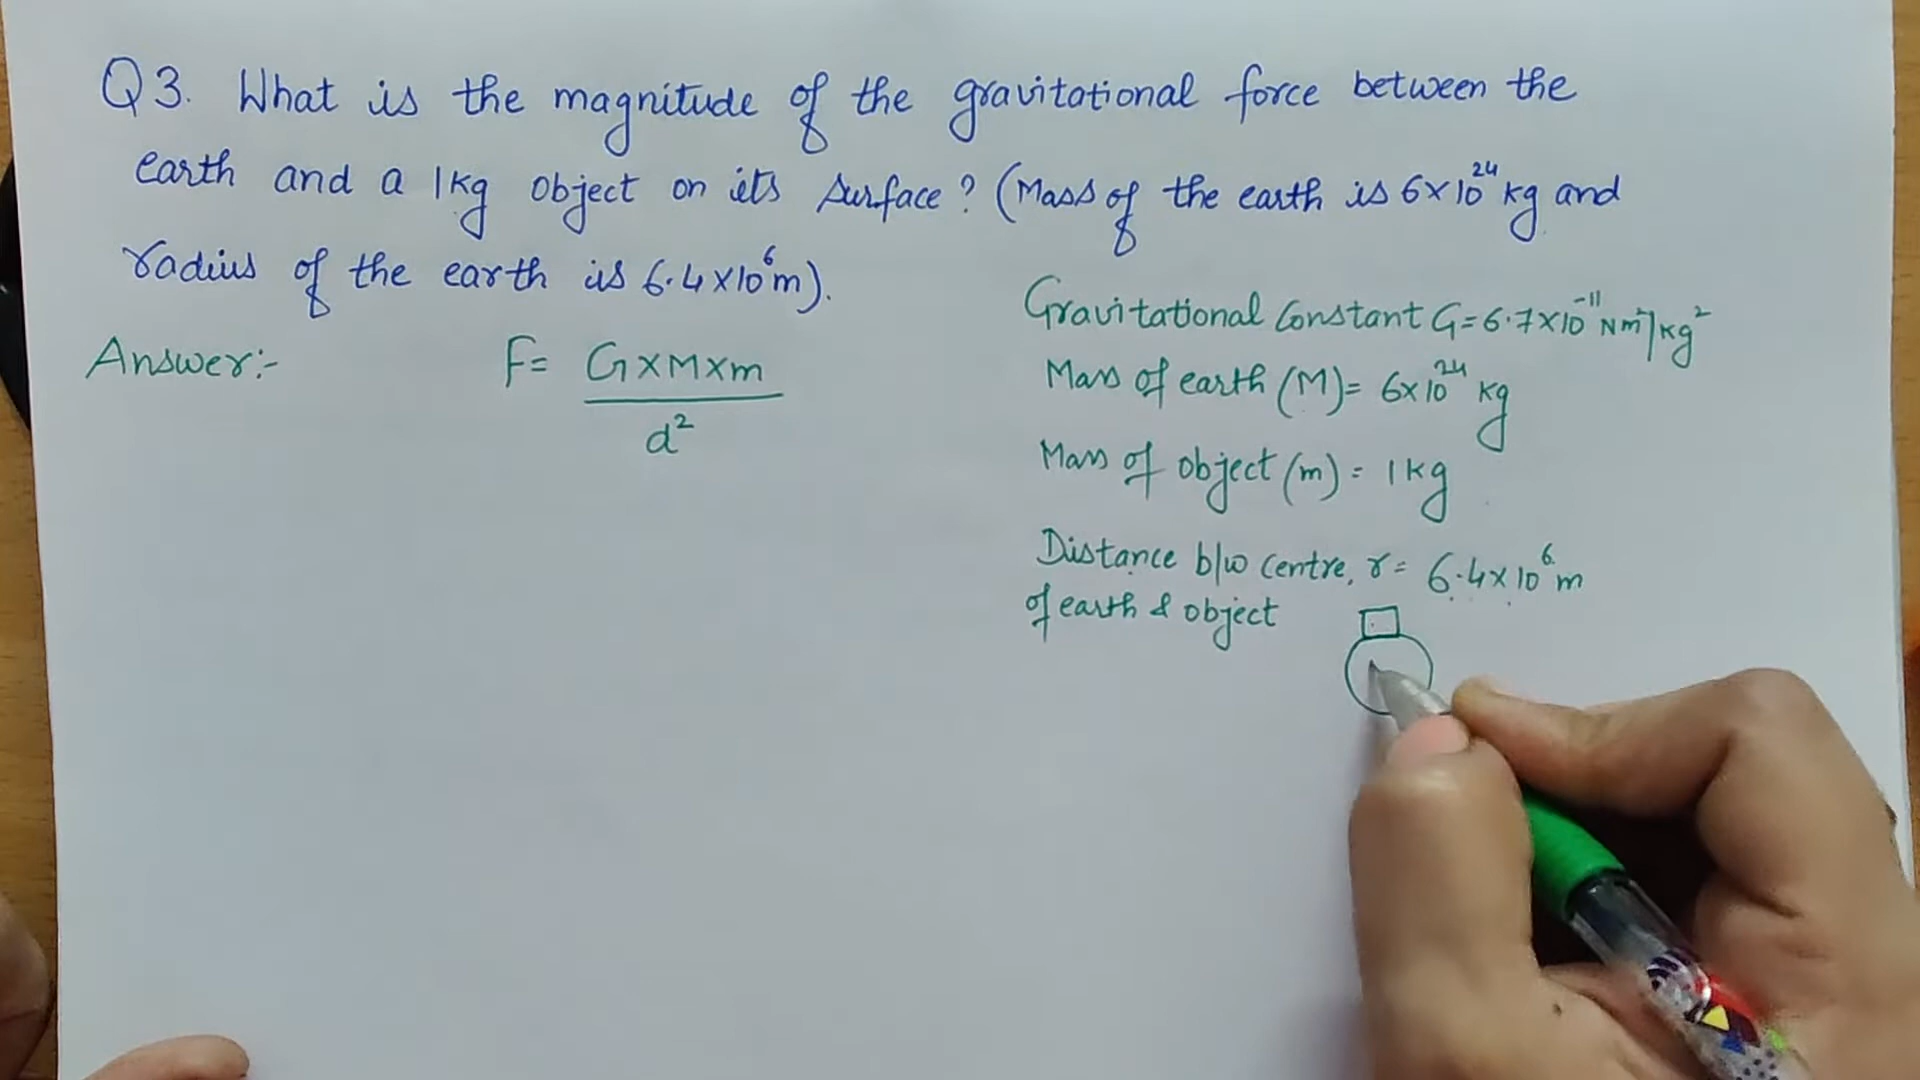 Q3. What is the magnitude of the gravitational force between the
earth and a 1kg object on its surface? (Mass of the earth is 6×10²⁴ kg and
radius of the earth is 6.4×10⁶m).
Gravitational Constant G=6.7×10⁻¹¹Nm²/kg²
Answer:- F= G×M×m
d²
Mass of earth (M)= 6×10²⁴ kg
Mass of object (m) = 1kg
Distance b/w centre, r= 6.4×10⁶m
of earth & object